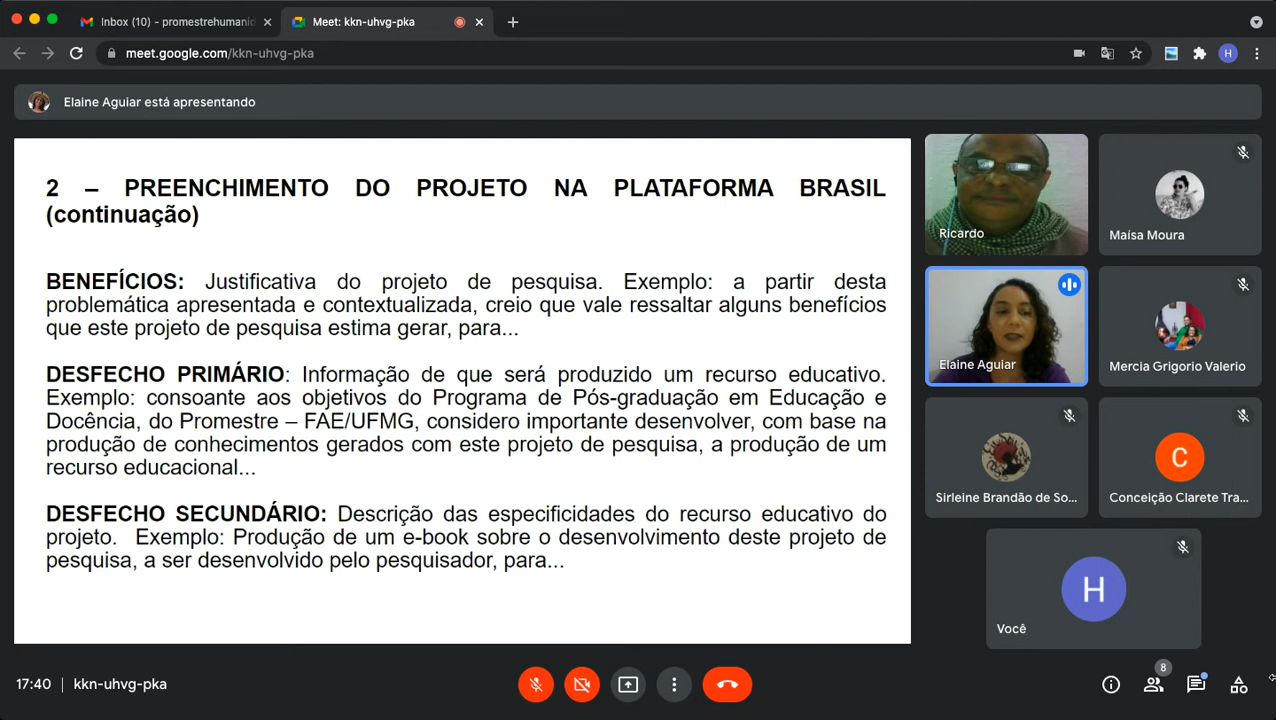 Inbox (10) - promestrehumanid
Meet: kkn-uhvg-pka
meet.google.com/kkn-uhvg-pka
H
Elaine Aguiar está apresentando
2 – PREENCHIMENTO DO PROJETO NA PLATAFORMA BRASIL
(continuação)
BENEFÍCIOS: Justificativa do projeto de pesquisa. Exemplo: a partir desta
problemática apresentada e contextualizada, creio que vale ressaltar alguns benefícios
que este projeto de pesquisa estima gerar, para...
DESFECHO PRIMÁRIO: Informação de que será produzido um recurso educativo.
Exemplo: consoante aos objetivos do Programa de Pós-graduação em Educação e
Docência, do Promestre – FAE/UFMG, considero importante desenvolver, com base na
produção de conhecimentos gerados com este projeto de pesquisa, a produção de um
recurso educacional...
DESFECHO SECUNDÁRIO: Descrição das especificidades do recurso educativo do
projeto. Exemplo: Produção de um e-book sobre o desenvolvimento deste projeto de
pesquisa, a ser desenvolvido pelo pesquisador, para...
Ricardo
Maísa Moura
Elaine Aguiar
Mercia Grigorio Valerio
Sirleine Brandão de So...
C
Conceição Clarete Tra...
H
Você
17:40 | kkn-uhvg-pka
8